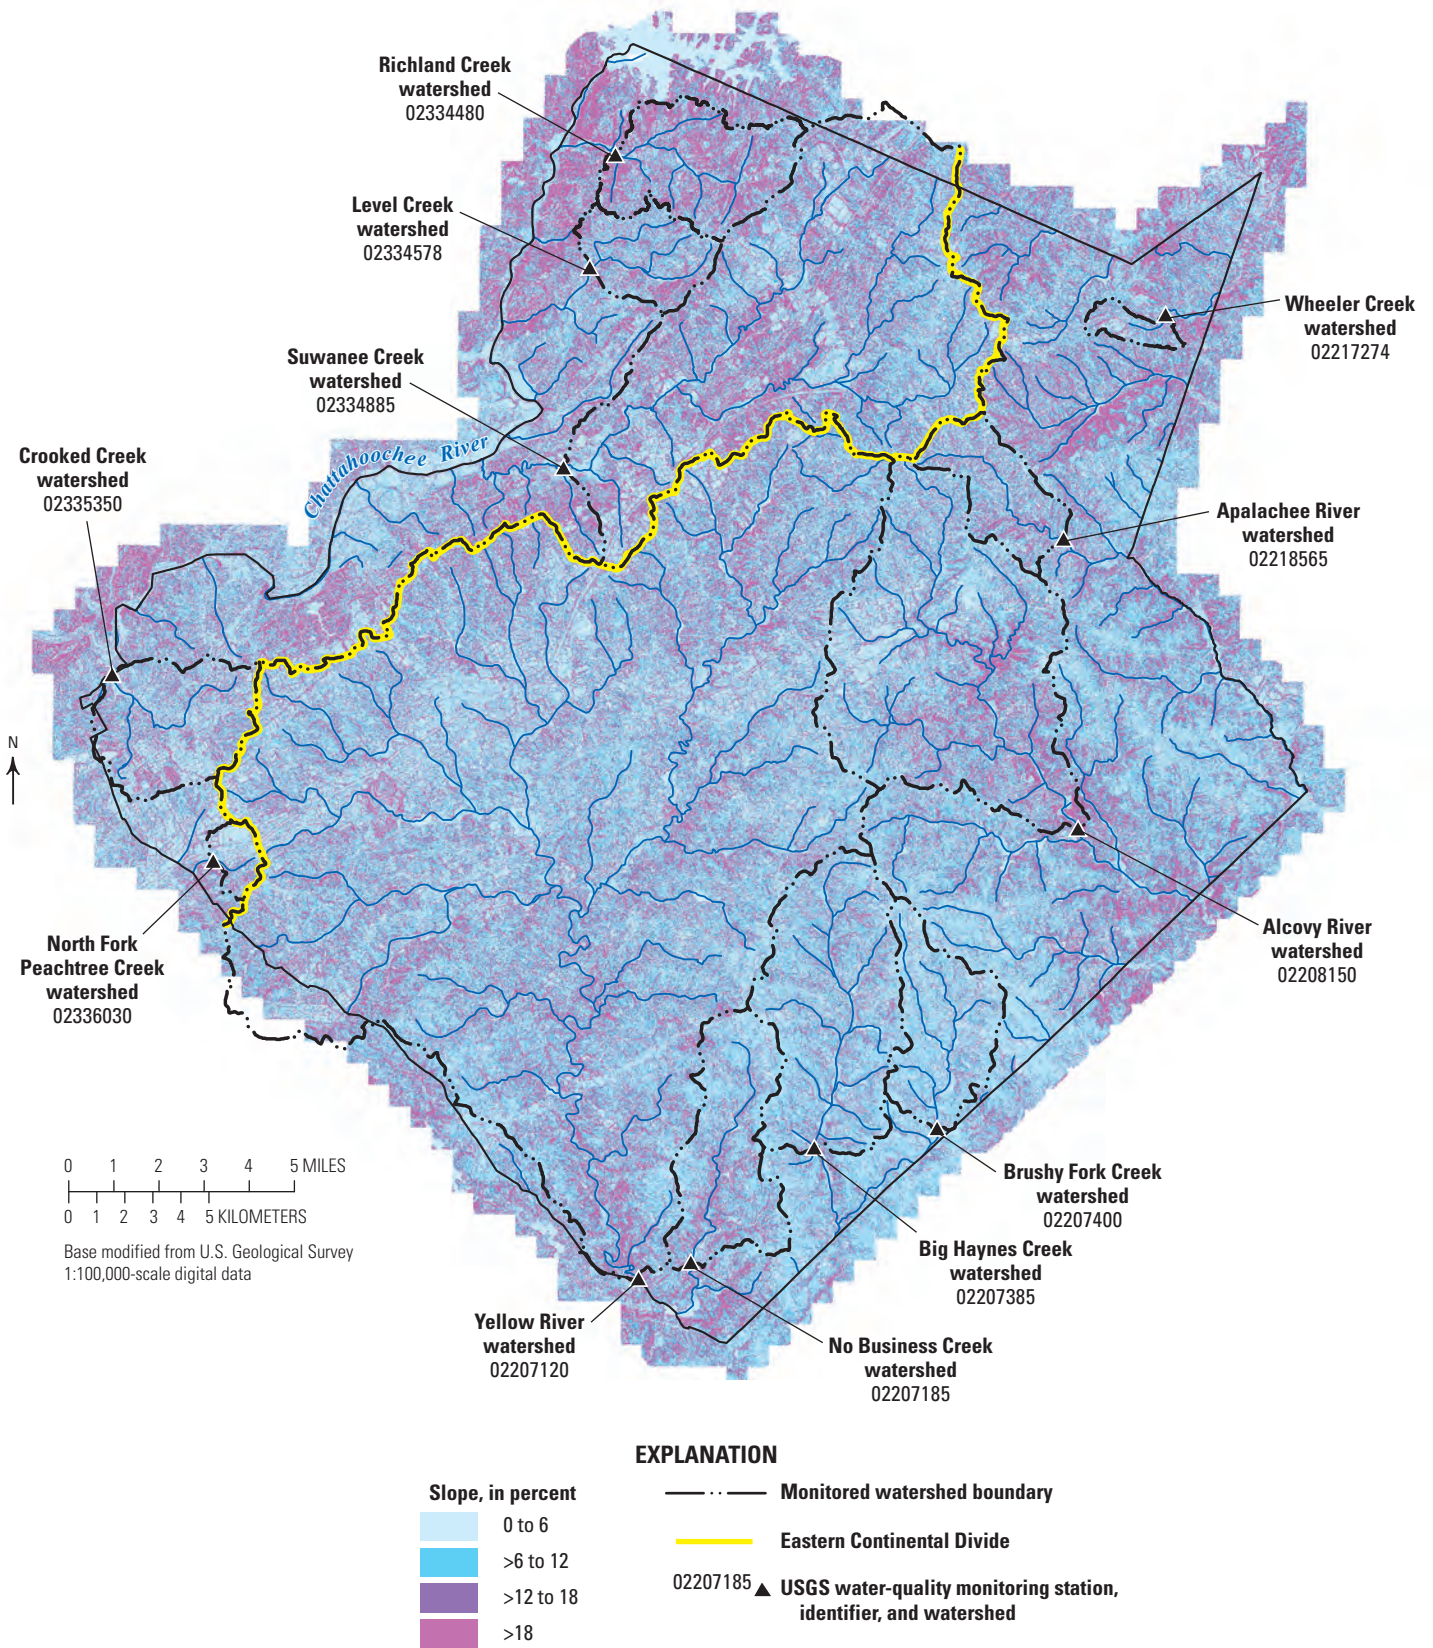 Richland Creek
watershed
02334480
Level Creek
watershed
02334578
Suwanee Creek
watershed
02334885
Crooked Creek
watershed
02335350
Chattahoochee River
Wheeler Creek
watershed
02217274
Apalachee River
watershed
02218565
N
North Fork
Peachtree Creek
watershed
02336030
Alcovy River
watershed
02208150
Brushy Fork Creek
watershed
02207400
Big Haynes Creek
watershed
02207385
No Business Creek
watershed
02207185
Yellow River
watershed
02207120
0 1 2 3 4 5 MILES
0 1 2 3 4 5 KILOMETERS
Base modified from U.S. Geological Survey
1:100,000-scale digital data
EXPLANATION
Slope, in percent
0 to 6
>6 to 12
>12 to 18
>18
Monitored watershed boundary
Eastern Continental Divide
02207185 USGS water-quality monitoring station,
identifier, and watershed